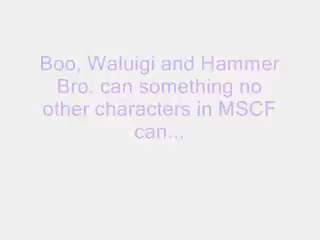 Boo, Waluigi and Hammer
Bro. can something no
other characters in MSCF
can...